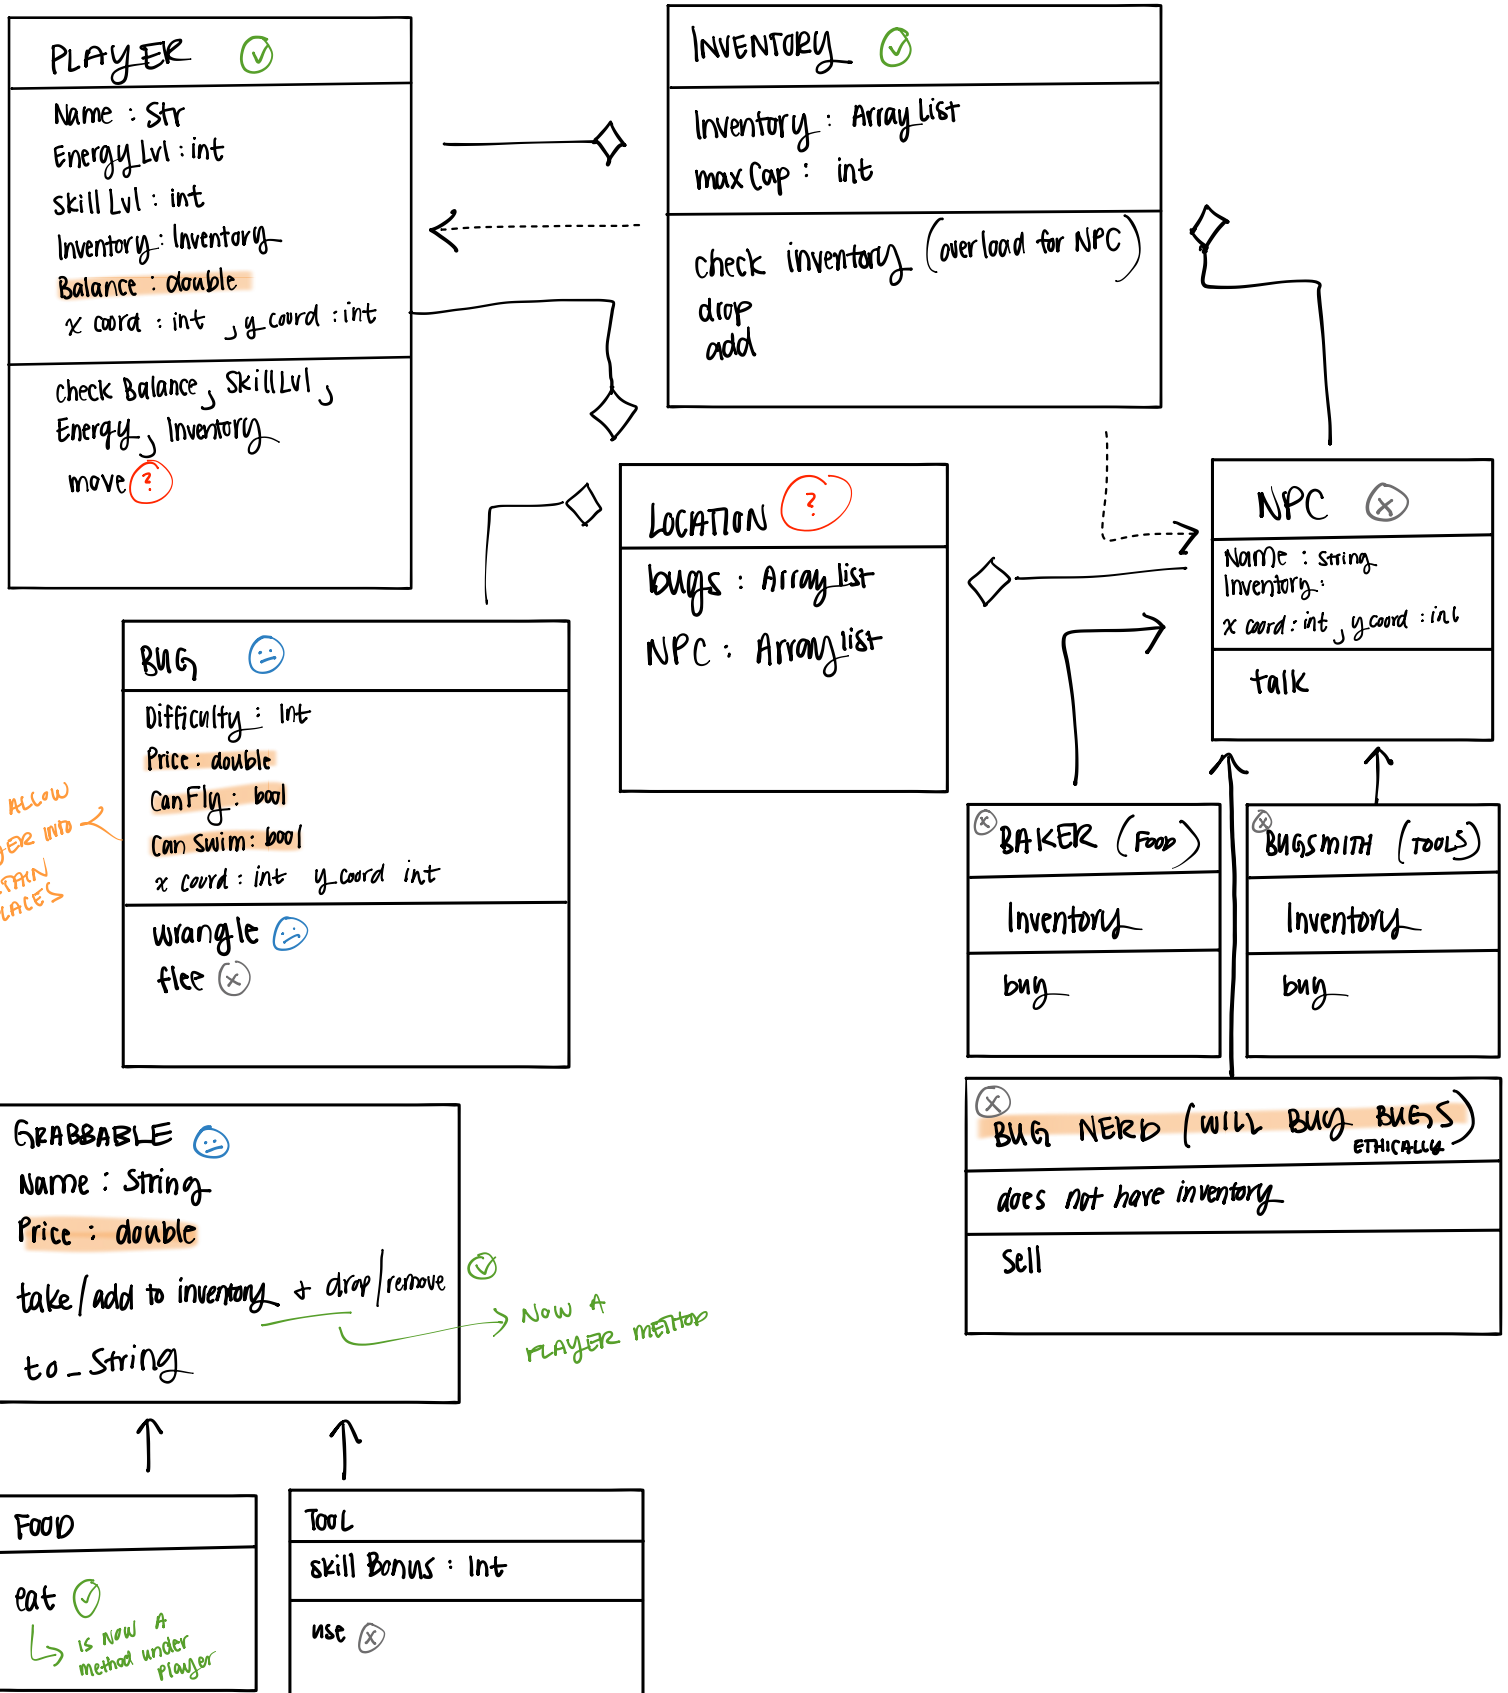 PLAYER
Name : Str
Energy Lvl : int
Skill Lvl : int
Inventory : Inventory
Balance : double
x coord : int , y coord : int
check Balance, Skill Lvl,
Energy, Inventory
move ?
INVENTORY
Inventory : Array List
max Cap : int
check inventory (overload for NPC)
drop
add
LOCATION ?
bugs : Array list
NPC : Array list
NPC x
Name : string
Inventory :
x coord : int , y coord : int
talk
BUG
Difficulty : Int
Price : double
Can Fly : bool
Can Swim : bool
x coord : int y coord int
wrangle
flee x
ALLOW
INTO
x BAKER (FOOD)
Inventory
buy
x BUGSMITH (TOOLS)
Inventory
buy
x
BUG NERD (WILL BUY BUGS)
ETHICALLY
does not have inventory
sell
GRABBABLE
Name : String
Price : double
take / add to inventory + drop / remove
to_String
NOW A
PLAYER METHOD
FOOD
eat
IS NOW A
method under
player
TOOL
skill Bonus : Int
use x